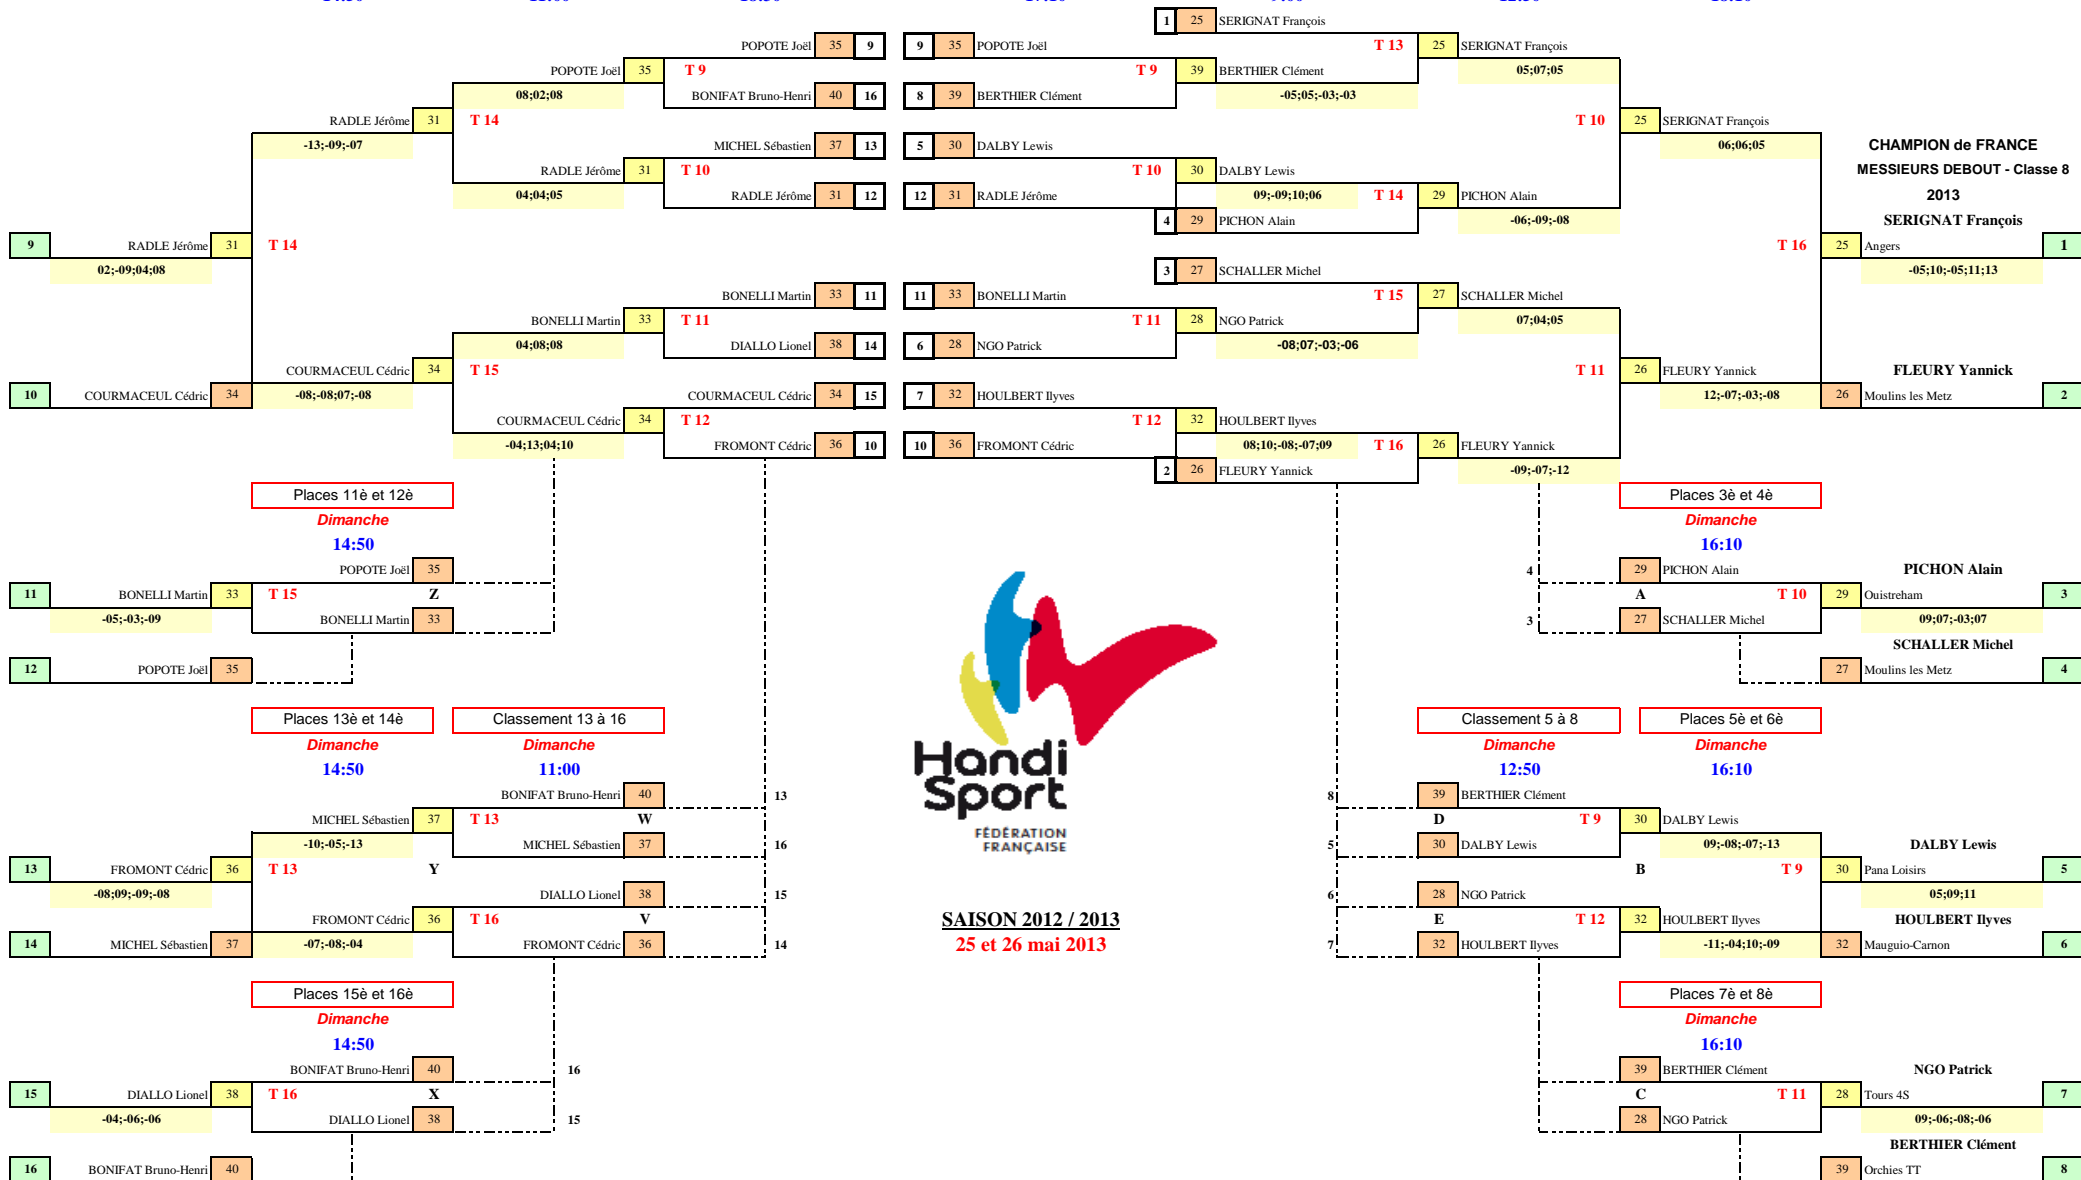 1 25 SERIGNAT François
POPOTE Joël 35 9 9 35 POPOTE Joël T 13 25 SERIGNAT François
POPOTE Joël 35 T 9 T 9 39 BERTHIER Clément 05;07;05
08;02;08 BONIFAT Bruno-Henri 40 16 8 39 BERTHIER Clément -05;05;-03;-03
RADLE Jérôme 31 T 14 T 10 25 SERIGNAT François
-13;-09;-07 MICHEL Sébastien 37 13 5 30 DALBY Lewis 06;06;05 CHAMPION de FRANCE
RADLE Jérôme 31 T 10 T 10 30 DALBY Lewis MESSIEURS DEBOUT - Classe 8
04;04;05 RADLE Jérôme 31 12 12 31 RADLE Jérôme 09;-09;10;06 T 14 29 PICHON Alain 2013
4 29 PICHON Alain -06;-09;-08 SERIGNAT François
9 RADLE Jérôme 31 T 14 T 16 25 Angers 1
02;-09;04;08 3 27 SCHALLER Michel -05;10;-05;11;13
BONELLI Martin 33 11 11 33 BONELLI Martin T 15 27 SCHALLER Michel
BONELLI Martin 33 T 11 T 11 28 NGO Patrick 07;04;05
04;08;08 DIALLO Lionel 38 14 6 28 NGO Patrick -08;07;-03;-06
COURMACEUL Cédric 34 T 15 T 11 26 FLEURY Yannick FLEURY Yannick
10 COURMACEUL Cédric 34 -08;-08;07;-08 COURMACEUL Cédric 34 15 7 32 HOULBERT Ilyves 12;-07;-03;-08 26 Moulins les Metz 2
COURMACEUL Cédric 34 T 12 T 12 32 HOULBERT Ilyves
-04;13;04;10 FROMONT Cédric 36 10 10 36 FROMONT Cédric 08;10;-08;-07;09 T 16 26 FLEURY Yannick
2 26 FLEURY Yannick -09;-07;-12
Places 11è et 12è Places 3è et 4è
Dimanche Dimanche
14:50 16:10
POPOTE Joël 35 4 29 PICHON Alain PICHON Alain
11 BONELLI Martin 33 T 15 Z A T 10 29 Ouistreham 3
-05;-03;-09 BONELLI Martin 33 3 27 SCHALLER Michel 09;07;-03;07
SCHALLER Michel
12 POPOTE Joël 35 27 Moulins les Metz 4
Places 13è et 14è Classement 13 à 16 Classement 5 à 8 Places 5è et 6è
Dimanche Dimanche Dimanche Dimanche
14:50 11:00 12:50 16:10
Handi
Sport
FÉDÉRATION
FRANÇAISE
BONIFAT Bruno-Henri 40 13 8 39 BERTHIER Clément
MICHEL Sébastien 37 T 13 W D T 9 30 DALBY Lewis
-10;-05;-13 MICHEL Sébastien 37 16 5 30 DALBY Lewis 09;-08;-07;-13 DALBY Lewis
13 FROMONT Cédric 36 T 13 Y B T 9 30 Pana Loisirs 5
-08;09;-09;-08 DIALLO Lionel 38 15 6 28 NGO Patrick 05;09;11
FROMONT Cédric 36 T 16 V SAISON 2012 / 2013 E T 12 32 HOULBERT Ilyves HOULBERT Ilyves
14 MICHEL Sébastien 37 -07;-08;-04 FROMONT Cédric 36 14 25 et 26 mai 2013 7 32 HOULBERT Ilyves -11;-04;10;-09 32 Mauguio-Carnon 6
Places 15è et 16è Places 7è et 8è
Dimanche Dimanche
14:50 16:10
BONIFAT Bruno-Henri 40 16 39 BERTHIER Clément NGO Patrick
15 DIALLO Lionel 38 T 16 X C T 11 28 Tours 4S 7
-04;-06;-06 DIALLO Lionel 38 15 28 NGO Patrick 09;-06;-08;-06
BERTHIER Clément
16 BONIFAT Bruno-Henri 40 39 Orchies TT 8